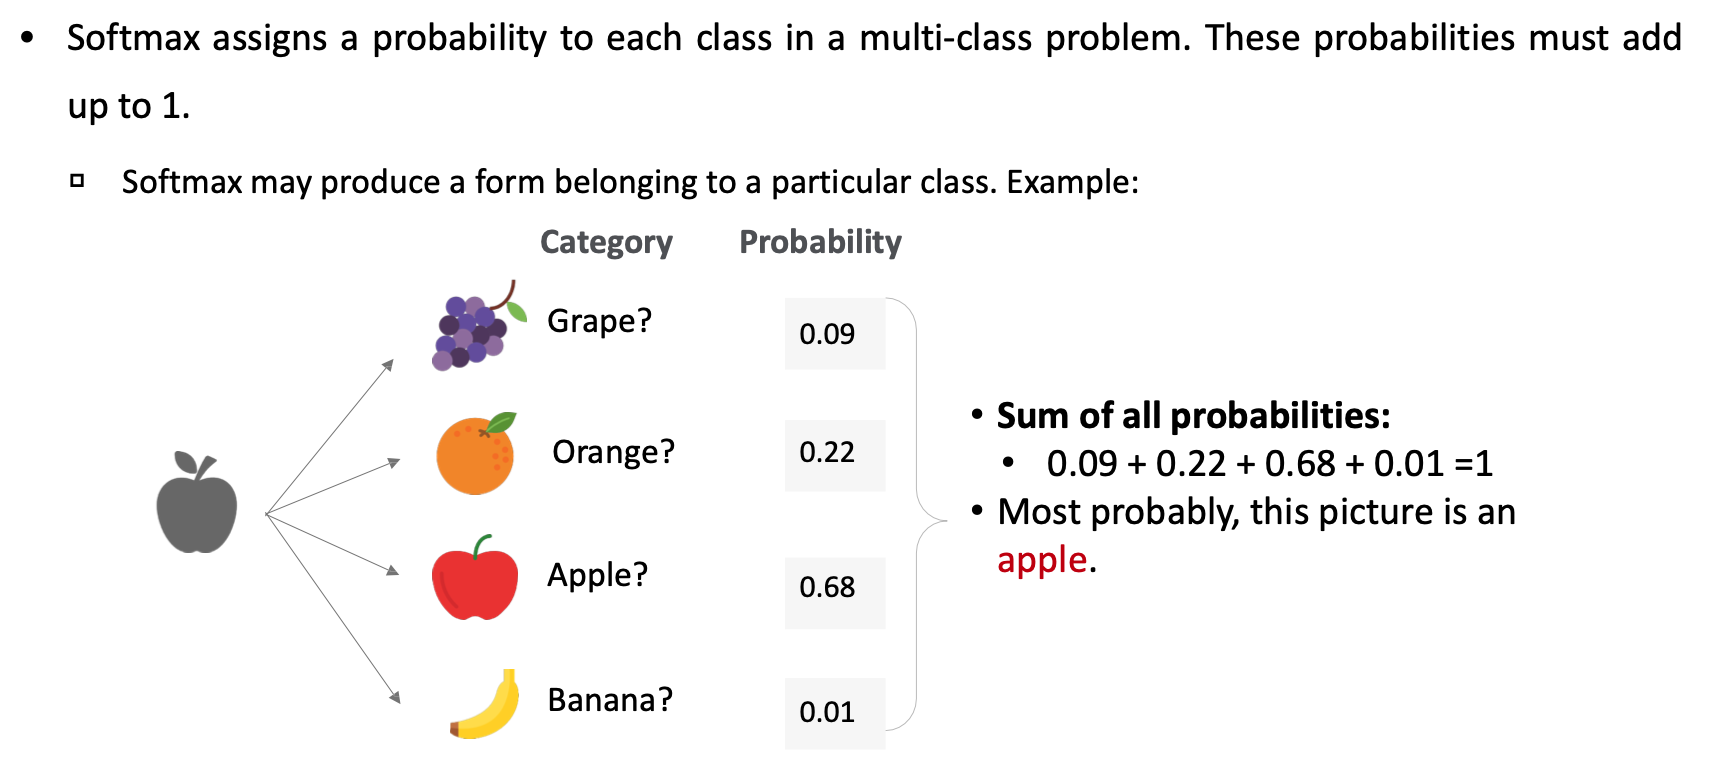 • Softmax assigns a probability to each class in a multi-class problem. These probabilities must add
up to 1.
▫ Softmax may produce a form belonging to a particular class. Example:
Category Probability
Grape? 0.09
Orange? 0.22
Apple? 0.68
Banana? 0.01
• Sum of all probabilities:
• 0.09 + 0.22 + 0.68 + 0.01 =1
• Most probably, this picture is an
apple.